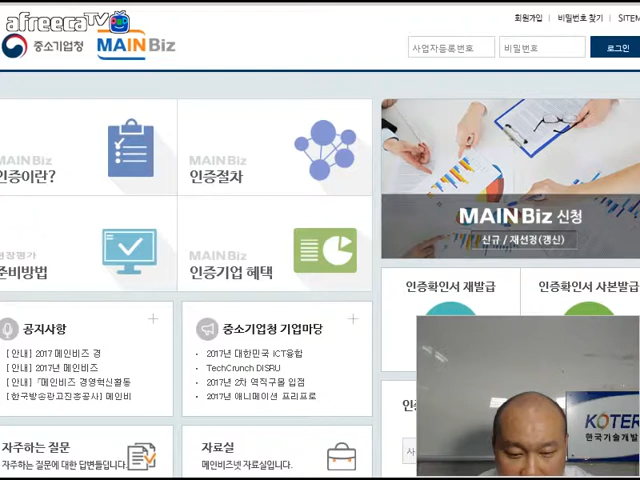 afreecaTV
회원가입 | 비밀번호 찾기 | SITEM
중소기업청 MAINBiz
사업자등록번호 비밀번호 로그인
MAINBiz
인증이란?
MAINBiz
인증절차
현장평가
준비방법
MAINBiz
인증기업 혜택
MAINBiz 신청
신규 / 재선정(갱신)
인증확인서 재발급
인증확인서 사본발급
공지사항
[안내] 2017 메인비즈 경
[안내] 2017년 메인비즈
[안내] 「메인비즈 경영혁신활동
[한국방송광고진흥공사] 메인비
중소기업청 기업마당
2017년 대한민국 ICT융합
TechCrunch DISRU
2017년 2차 역직구몰 입점
2017년 애니메이션 프리프로
자주하는 질문
자주하는 질문에 대한 답변들입니다.
자료실
메인비즈넷 자료실입니다.
KOTER
한국기술개발